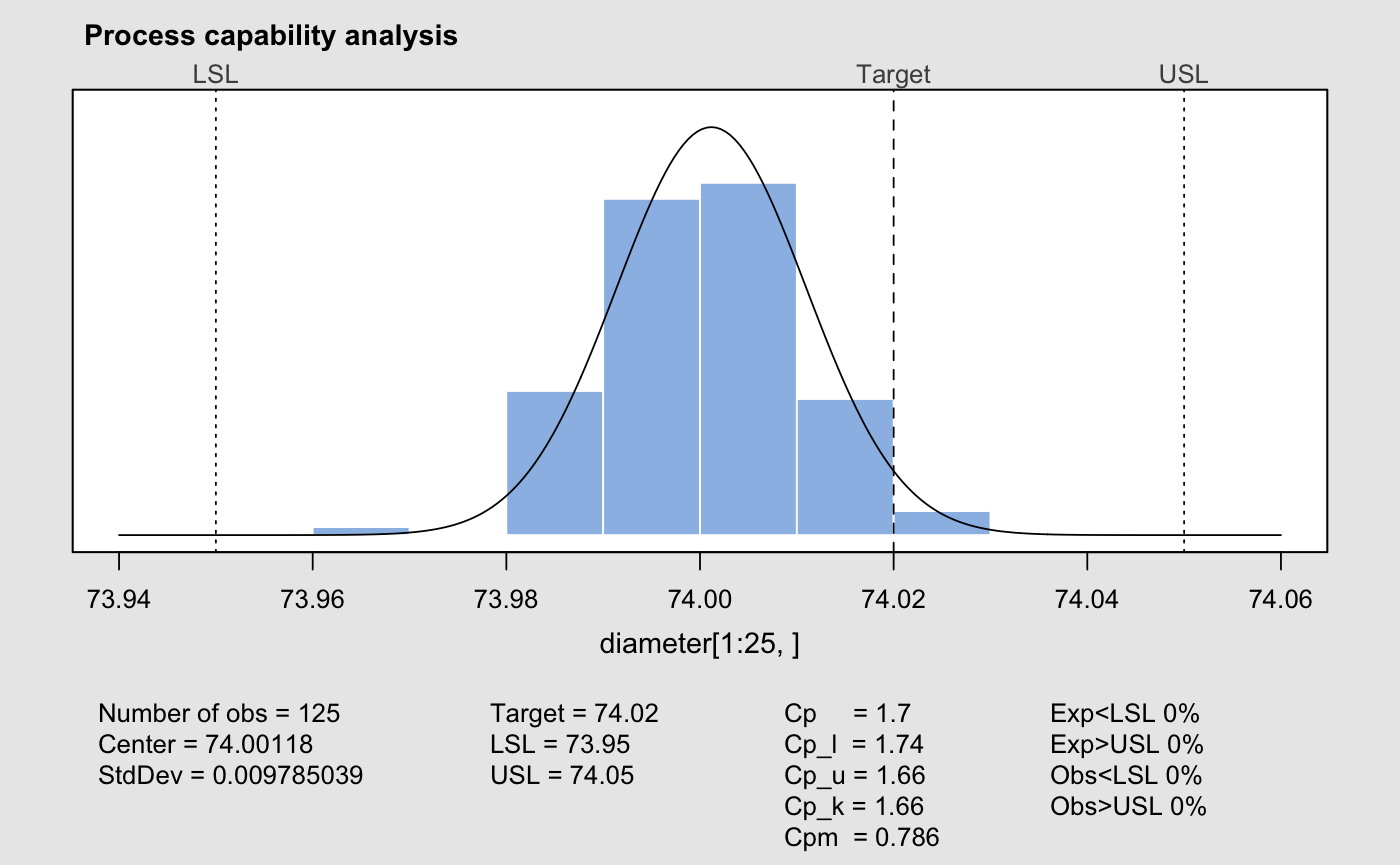 Process capability analysis
LSL Target USL
73.94 73.96 73.98 74.00 74.02 74.04 74.06
diameter[1:25, ]
Number of obs = 125 Target = 74.02 Cp = 1.7 Exp<LSL 0%
Center = 74.00118 LSL = 73.95 Cp_l = 1.74 Exp>USL 0%
StdDev = 0.009785039 USL = 74.05 Cp_u = 1.66 Obs<LSL 0%
Cp_k = 1.66 Obs>USL 0%
Cpm = 0.786